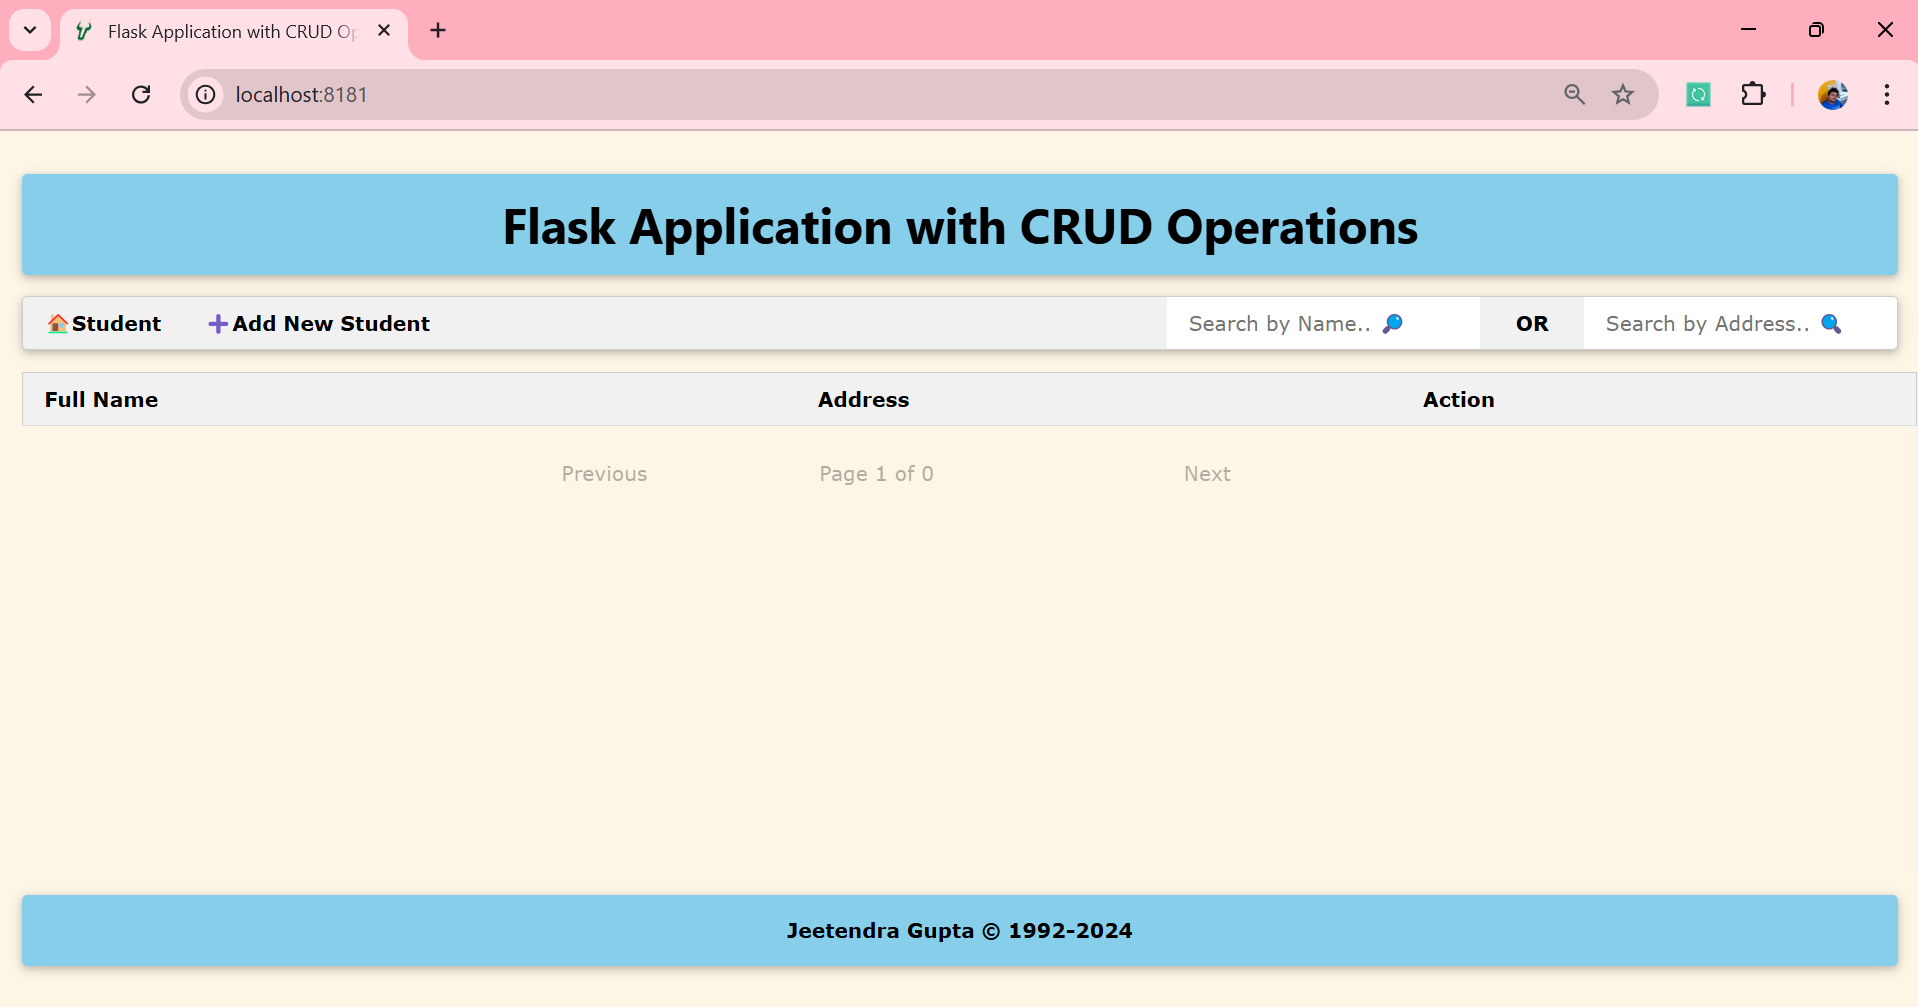 Flask Application with CRUD Op
localhost:8181
Flask Application with CRUD Operations
Student Add New Student Search by Name.. OR Search by Address..
Full Name Address Action
Previous Page 1 of 0 Next
Jeetendra Gupta © 1992-2024